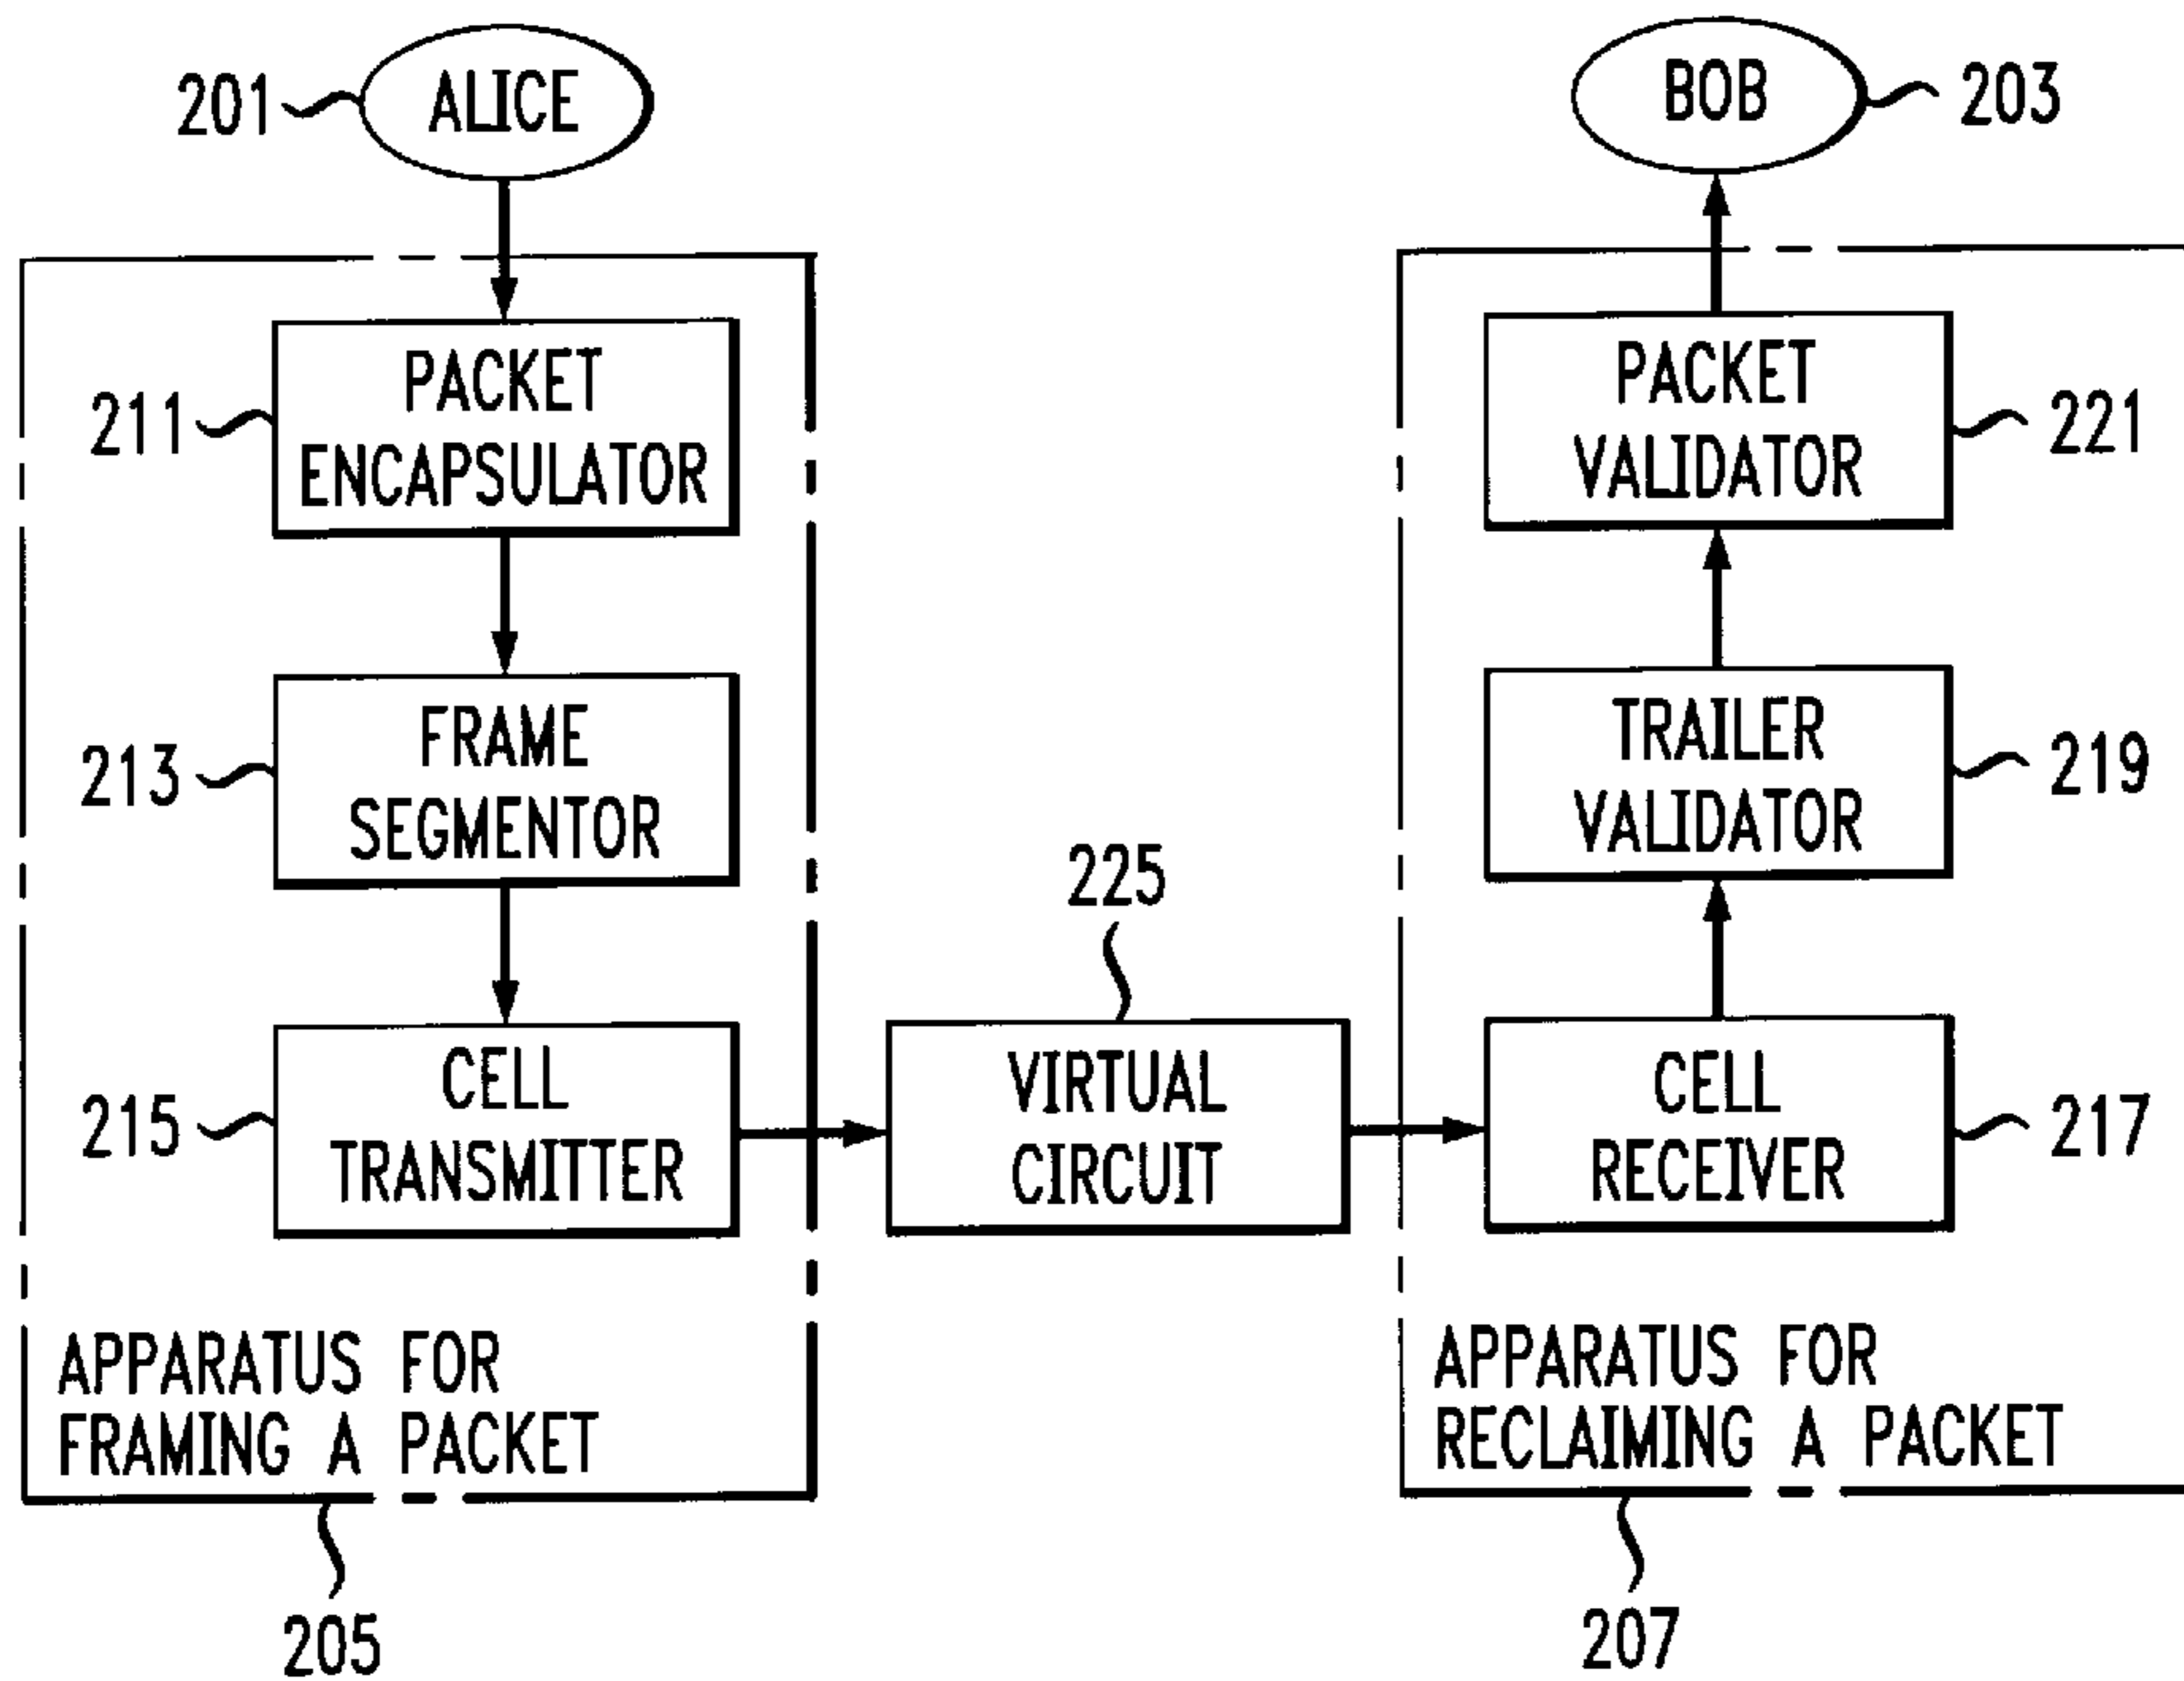 201
ALICE
BOB
203
211
PACKET
ENCAPSULATOR
PACKET
VALIDATOR
221
213
FRAME
SEGMENTOR
TRAILER
VALIDATOR
219
225
215
CELL
TRANSMITTER
VIRTUAL
CIRCUIT
CELL
RECEIVER
217
APPARATUS FOR
FRAMING A PACKET
APPARATUS FOR
RECLAIMING A PACKET
205
207